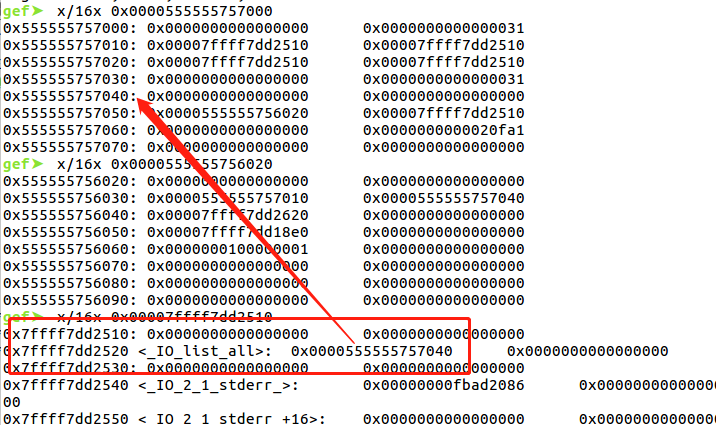 gef➤ x/16x 0x0000555555757000
0x555555757000: 0x0000000000000000 0x0000000000000031
0x555555757010: 0x00007ffff7dd2510 0x00007ffff7dd2510
0x555555757020: 0x00007ffff7dd2510 0x00007ffff7dd2510
0x555555757030: 0x0000000000000000 0x0000000000000031
0x555555757040: 0x0000000000000000 0x0000000000000000
0x555555757050: 0x0000555555756020 0x00007ffff7dd2510
0x555555757060: 0x0000000000000000 0x0000000000020fa1
0x555555757070: 0x0000000000000000 0x0000000000000000
gef➤ x/16x 0x0000555555756020
0x555555756020: 0x0000000000000000 0x0000000000000000
0x555555756030: 0x0000555555757010 0x0000555555757040
0x555555756040: 0x00007ffff7dd2620 0x0000000000000000
0x555555756050: 0x00007ffff7dd18e0 0x0000000000000000
0x555555756060: 0x0000000100000001 0x0000000000000000
0x555555756070: 0x0000000000000000 0x0000000000000000
0x555555756080: 0x0000000000000000 0x0000000000000000
0x555555756090: 0x0000000000000000 0x0000000000000000
gef➤ x/16x 0x00007ffff7dd2510
0x7ffff7dd2510: 0x0000000000000000 0x0000000000000000
0x7ffff7dd2520 <_IO_list_all>: 0x0000555555757040 0x0000000000000000
0x7ffff7dd2530: 0x0000000000000000 0x0000000000000000
0x7ffff7dd2540 <_IO_2_1_stderr_>: 0x00000000fbad2086 0x00000000000000
00
0x7ffff7dd2550 <_IO_2_1_stderr_+16>: 0x0000000000000000 0x00000000000000